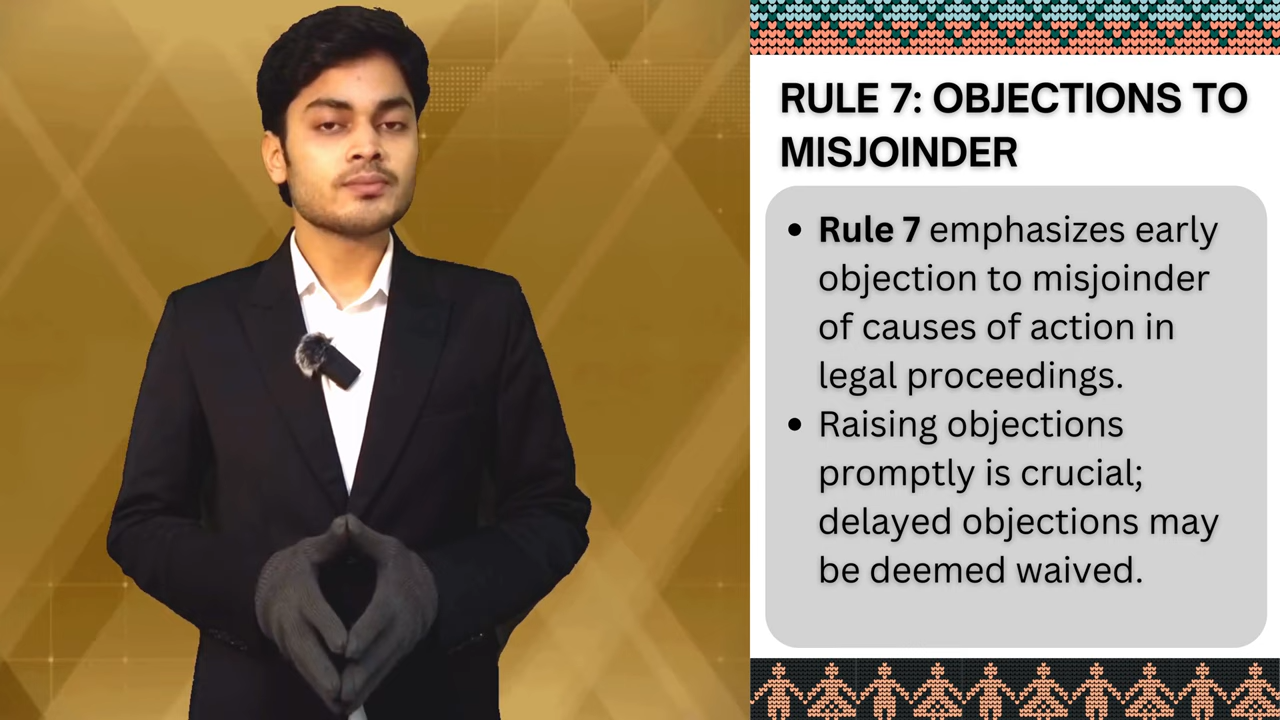 RULE 7: OBJECTIONS TO
MISJOINDER
• Rule 7 emphasizes early
objection to misjoinder
of causes of action in
legal proceedings.
• Raising objections
promptly is crucial;
delayed objections may
be deemed waived.